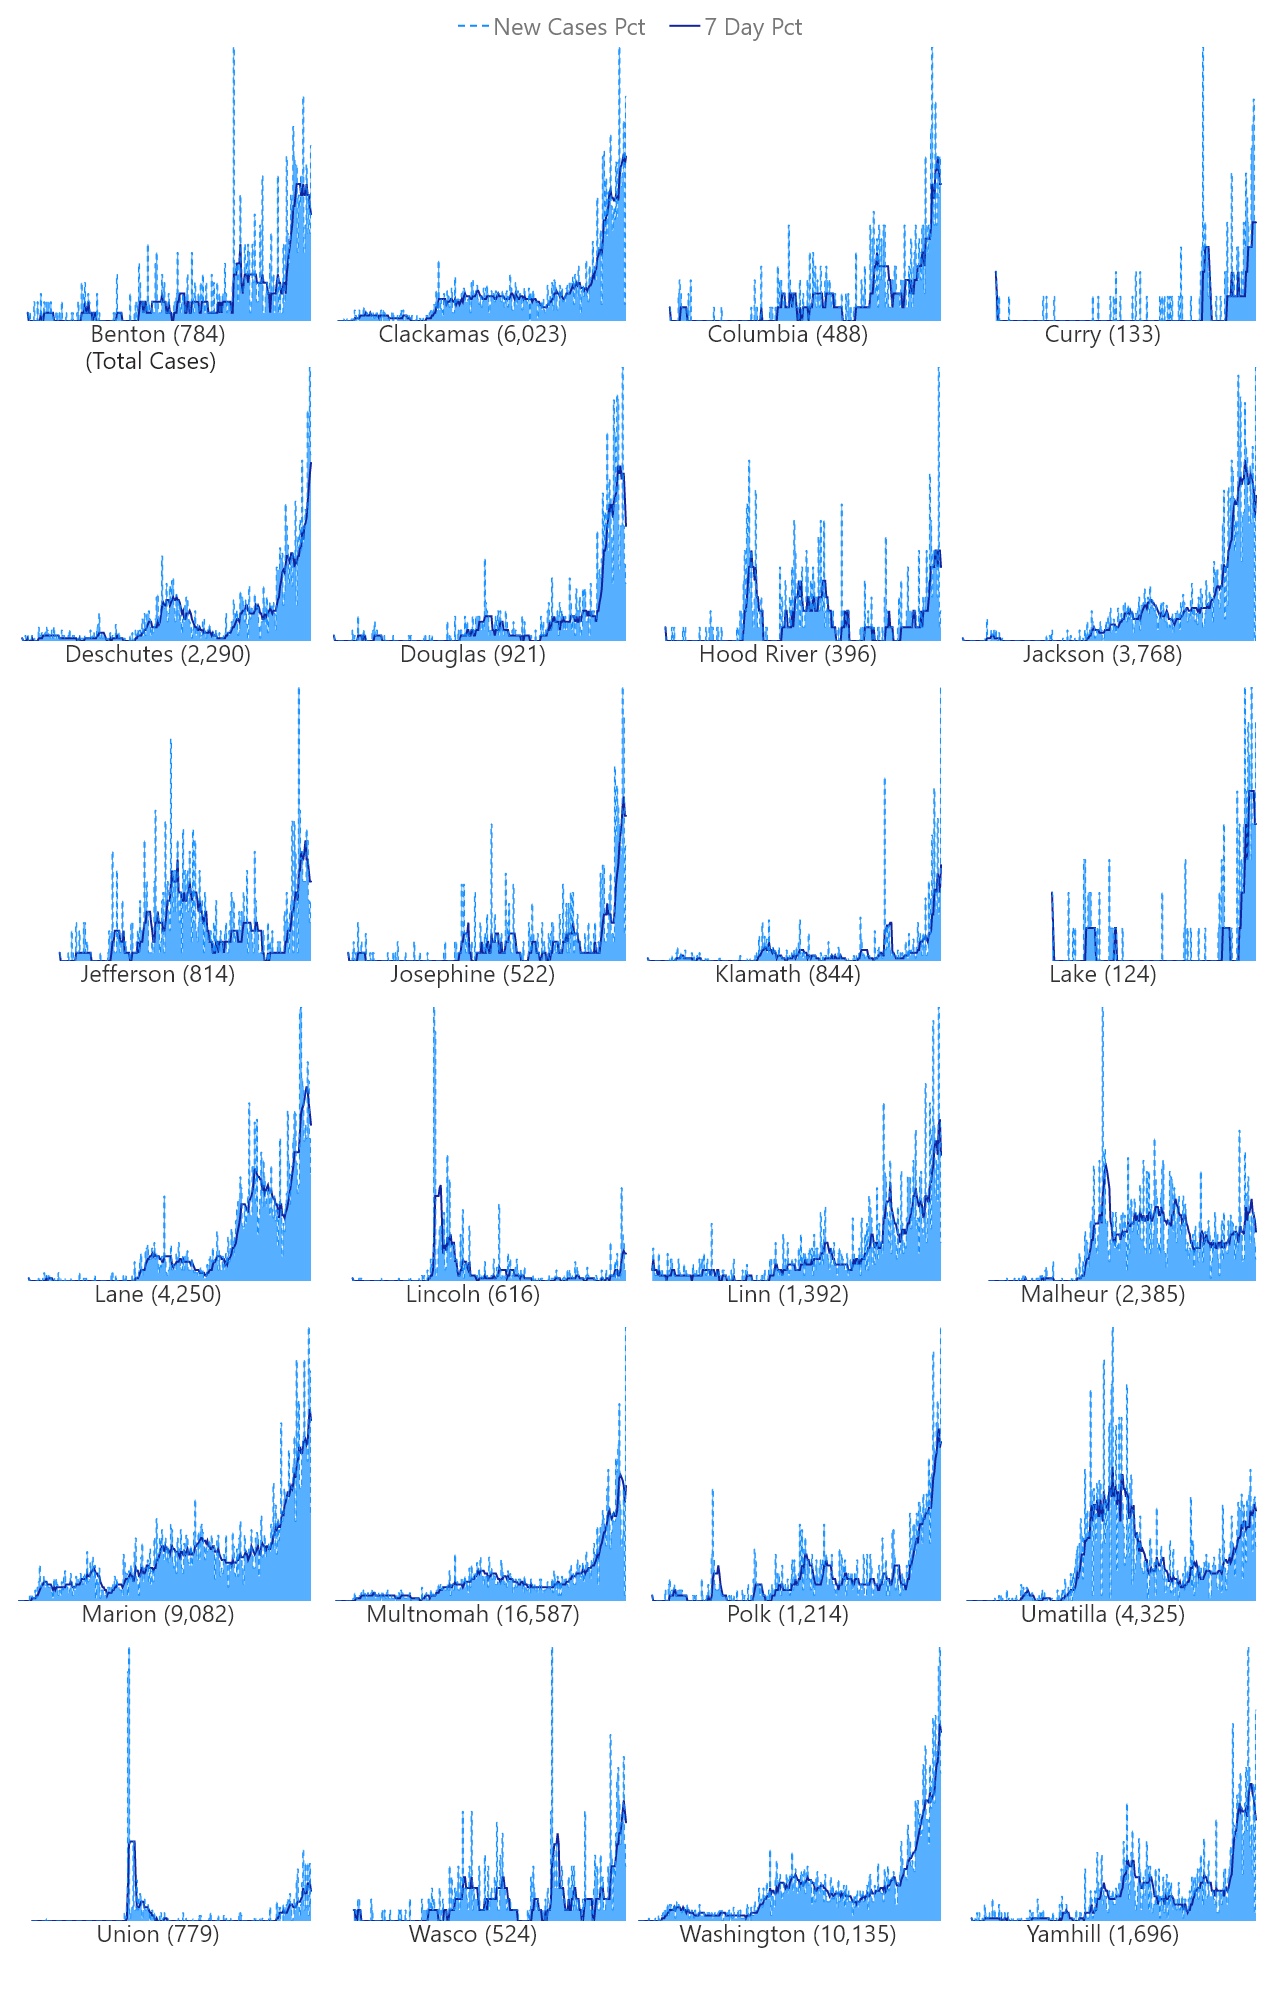 New Cases Pct 7 Day Pct
Benton (784) Clackamas (6,023) Columbia (488) Curry (133)
(Total Cases)
Deschutes (2,290) Douglas (921) Hood River (396) Jackson (3,768)
Jefferson (814) Josephine (522) Klamath (844) Lake (124)
Lane (4,250) Lincoln (616) Linn (1,392) Malheur (2,385)
Marion (9,082) Multnomah (16,587) Polk (1,214) Umatilla (4,325)
Union (779) Wasco (524) Washington (10,135) Yamhill (1,696)